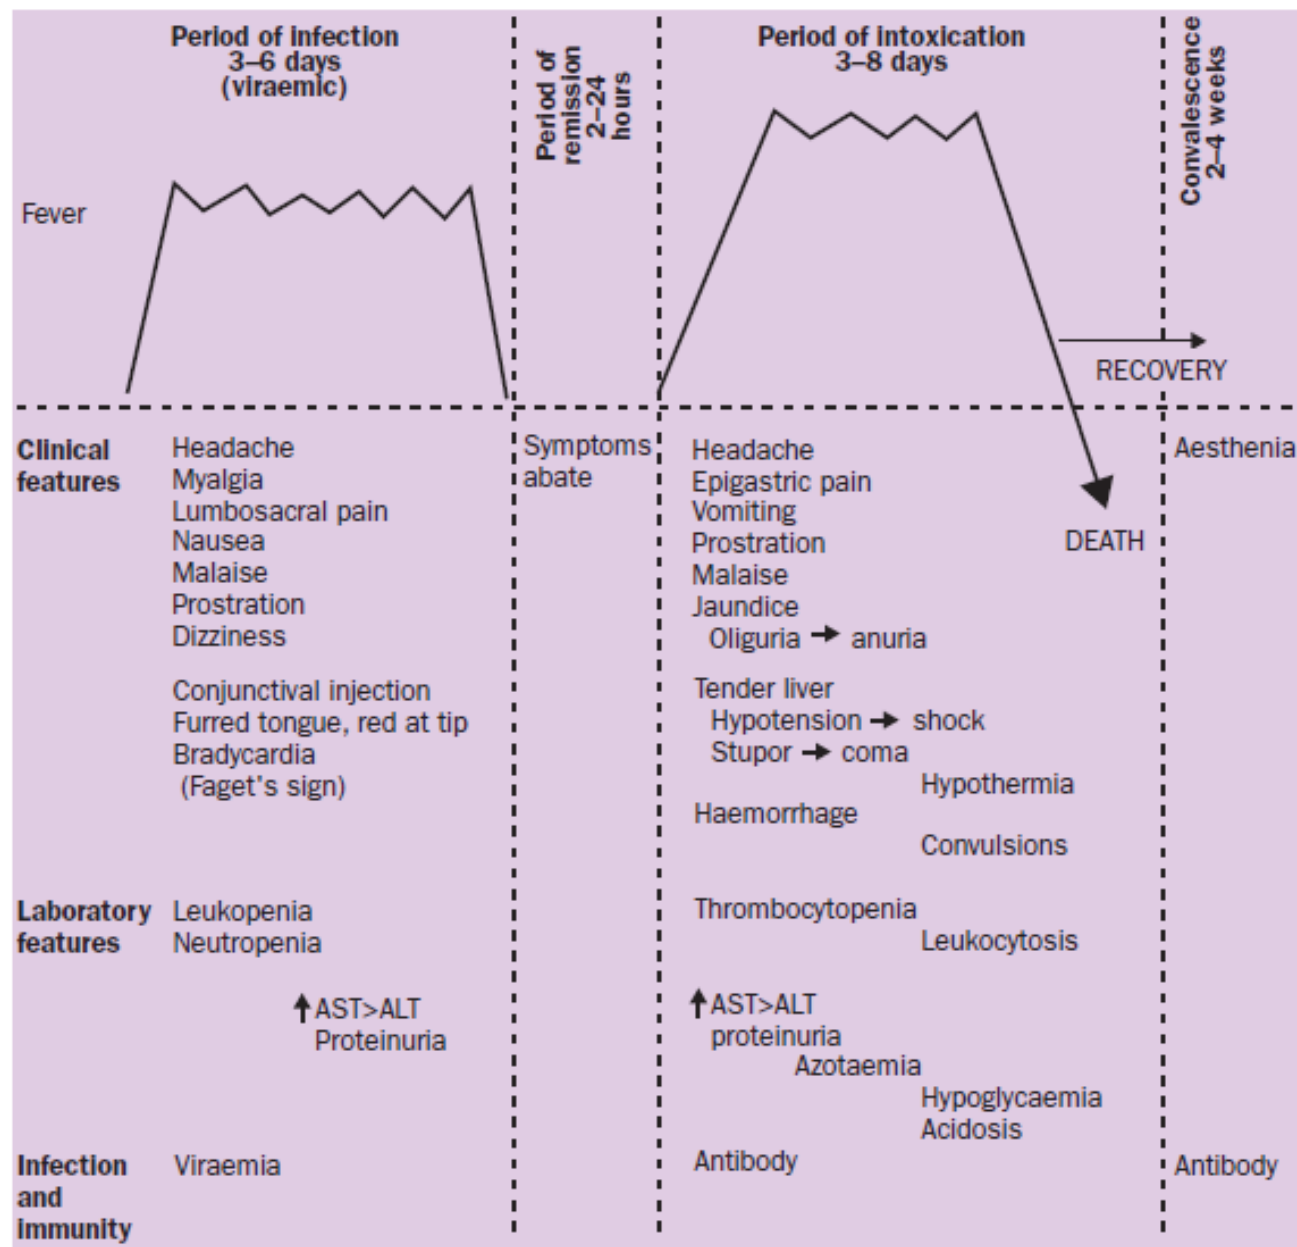 Period of infection
3–6 days
(viraemic)
Period of
remission
2–24
hours
Period of intoxication
3–8 days
Convalescence
2–4 weeks
Fever
RECOVERY
Clinical
features
Headache
Myalgia
Lumbosacral pain
Nausea
Malaise
Prostration
Dizziness
Conjunctival injection
Furred tongue, red at tip
Bradycardia
(Faget's sign)
Symptoms
abate
Headache
Epigastric pain
Vomiting
Prostration
Malaise
Jaundice
Oliguria → anuria
Tender liver
Hypotension → shock
Stupor → coma
Hypothermia
Haemorrhage
Convulsions
DEATH
Aesthenia
Laboratory
features
Leukopenia
Neutropenia
↑ AST>ALT
Proteinuria
Thrombocytopenia
Leukocytosis
↑ AST>ALT
proteinuria
Azotaemia
Hypoglycaemia
Acidosis
Infection
and
immunity
Viraemia
Antibody
Antibody